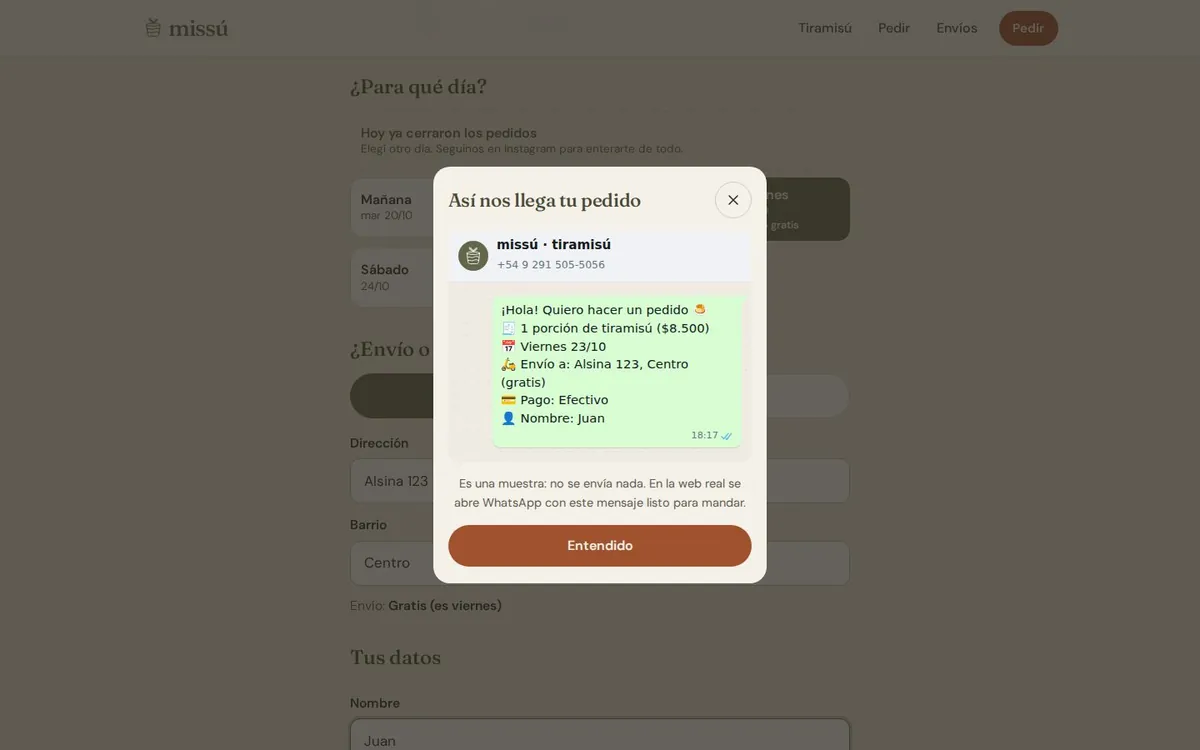 missú
Tiramisú
Pedir
Envíos
Pedir
¿Para qué día?
Hoy ya cerraron los pedidos
Elegí otro día. Seguinos en Instagram para enterarte de todo.
Mañana
mar 20/10
nes
gratis
Sábado
24/10
¿Envío o
Dirección
Alsina 123
Barrio
Centro
Envío: Gratis (es viernes)
Tus datos
Nombre
Juan
Así nos llega tu pedido
missú · tiramisú
+54 9 291 505-5056
¡Hola! Quiero hacer un pedido 🍮
🧾 1 porción de tiramisú ($8.500)
📅 Viernes 23/10
🛵 Envío a: Alsina 123, Centro
(gratis)
💳 Pago: Efectivo
👤 Nombre: Juan
18:17
Es una muestra: no se envía nada. En la web real se
abre WhatsApp con este mensaje listo para mandar.
Entendido